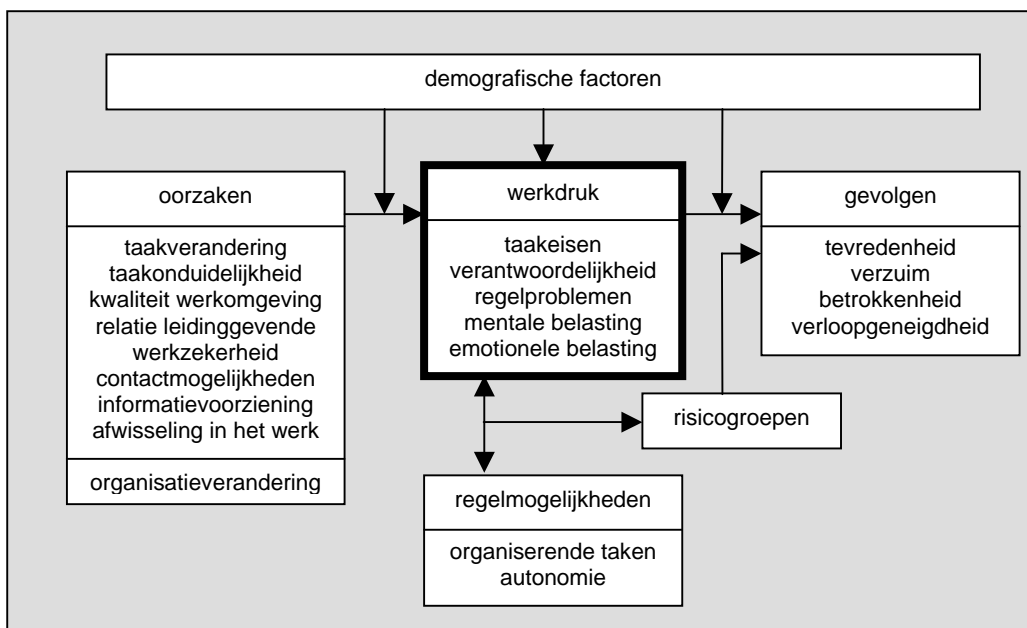 demografische factoren
oorzaken
taakverandering
taakonduidelijkheid
kwaliteit werkomgeving
relatie leidinggevende
werkzekerheid
contactmogelijkheden
informatievoorziening
afwisseling in het werk
organisatieverandering
werkdruk
taakeisen
verantwoordelijkheid
regelproblemen
mentale belasting
emotionele belasting
gevolgen
tevredenheid
verzuim
betrokkenheid
verloopgeneigdheid
risicogroepen
regelmogelijkheden
organiserende taken
autonomie